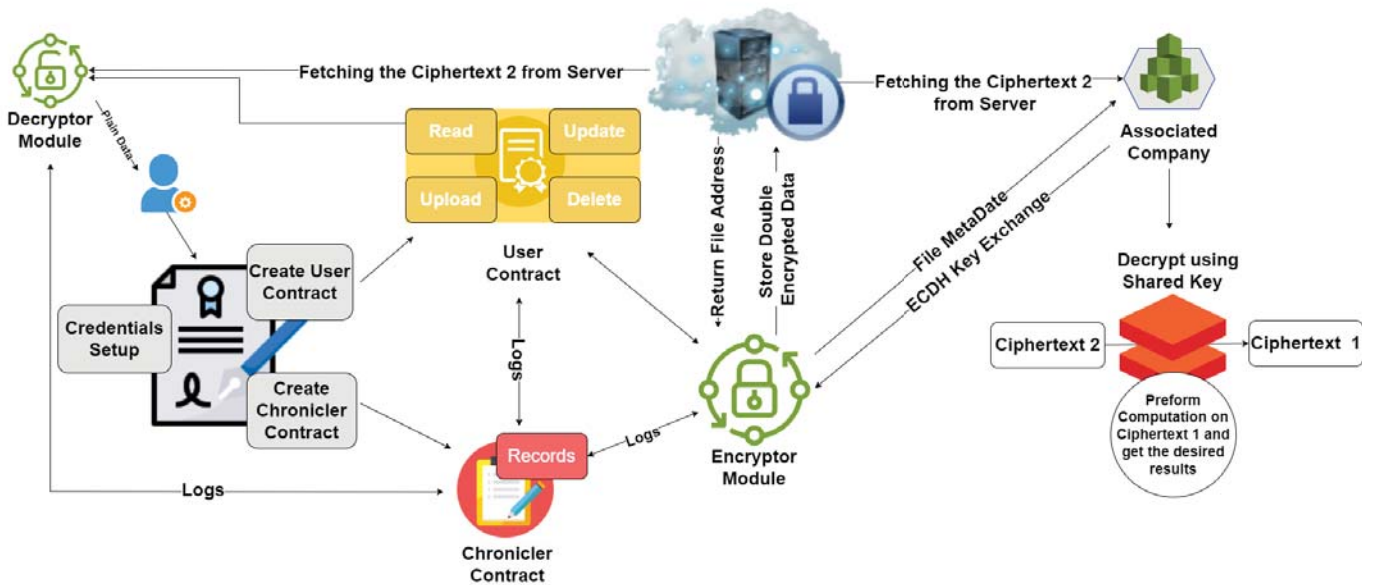 Fetching the Ciphertext 2 from Server
Fetching the Ciphertext 2
from Server
Decryptor
Module
Plain Data
Read
Update
Upload
Delete
User
Contract
Associated
Company
Return File Address
Store Double
Encrypted Data
File MetaDate
ECDH Key Exchange
Create User
Contract
Credentials
Setup
Create
Chronicler
Contract
Logs
Logs
Logs
Records
Chronicler
Contract
Encryptor
Module
Decrypt using
Shared Key
Ciphertext 2
Ciphertext 1
Preform
Computation on
Ciphertext 1 and
get the desired
results